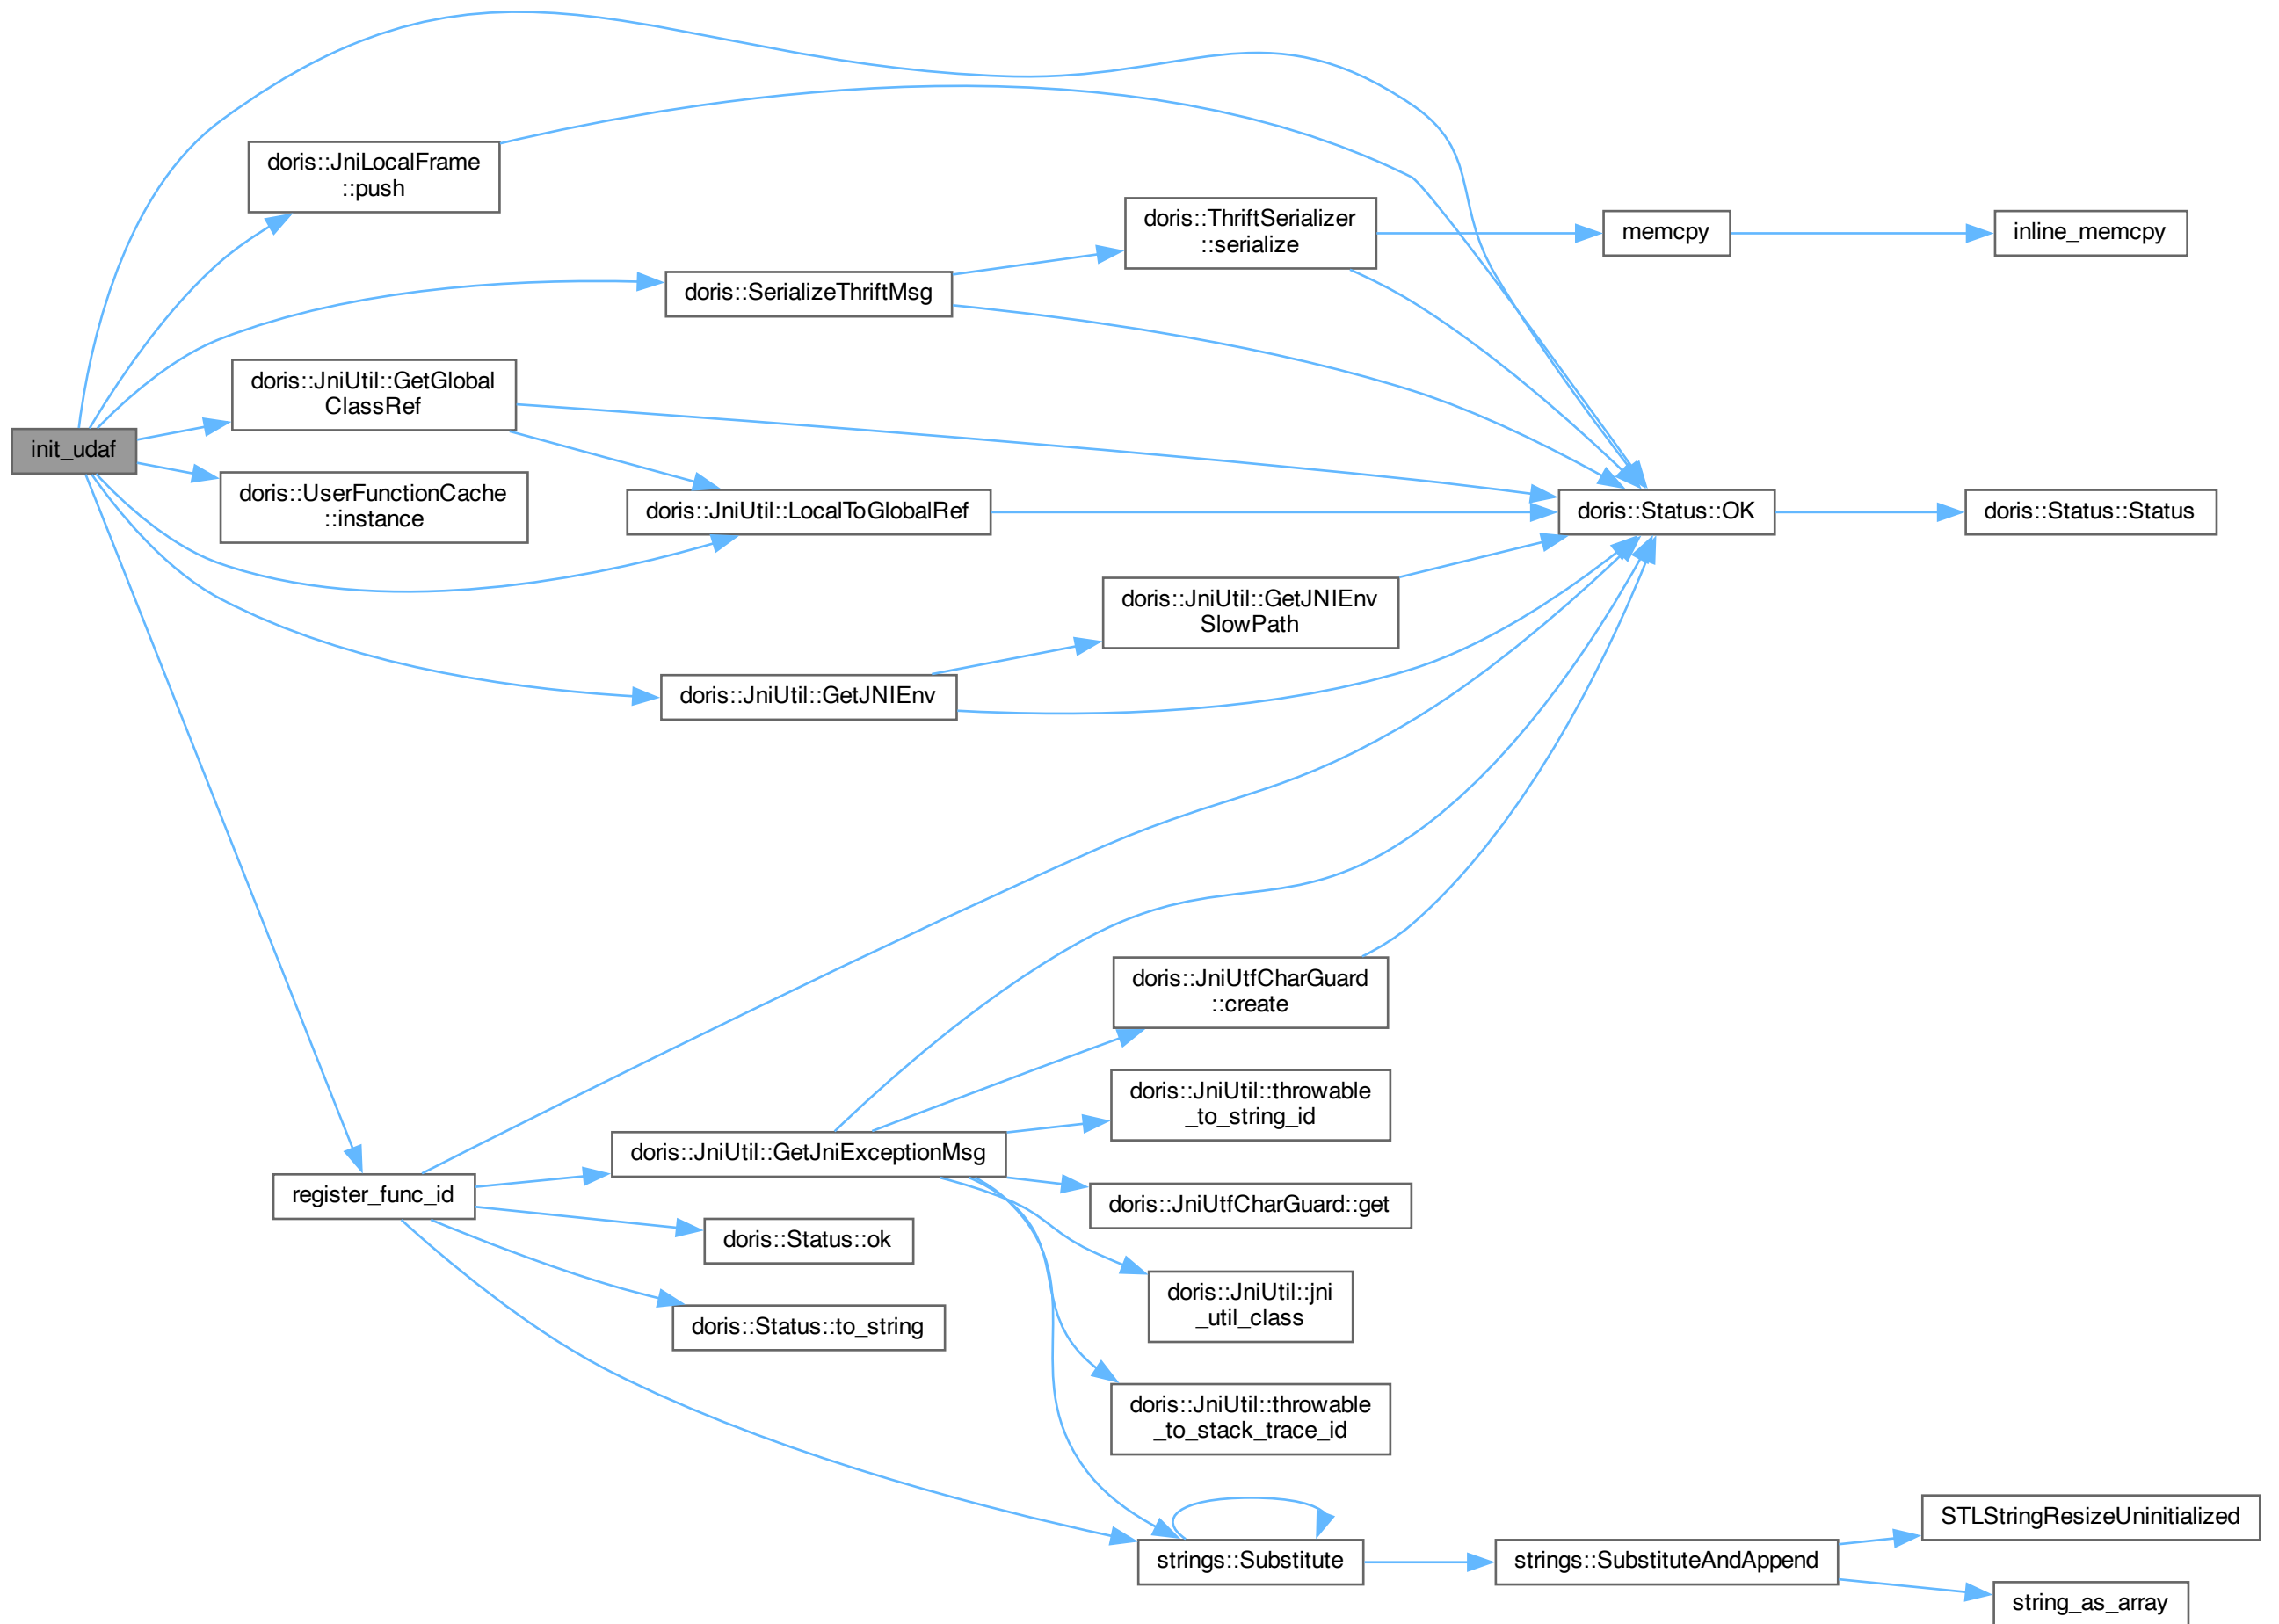 init_udaf
doris::JniLocalFrame
::push
doris::SerializeThriftMsg
doris::ThriftSerializer
::serialize
memcpy
inline_memcpy
doris::JniUtil::GetGlobal
ClassRef
doris::UserFunctionCache
::instance
doris::JniUtil::LocalToGlobalRef
doris::Status::OK
doris::Status::Status
doris::JniUtil::GetJNIEnv
SlowPath
doris::JniUtil::GetJNIEnv
doris::JniUtfCharGuard
::create
doris::JniUtil::throwable
_to_string_id
doris::JniUtil::GetJniExceptionMsg
register_func_id
doris::JniUtfCharGuard::get
doris::Status::ok
doris::JniUtil::jni
_util_class
doris::Status::to_string
doris::JniUtil::throwable
_to_stack_trace_id
strings::Substitute
strings::SubstituteAndAppend
STLStringResizeUninitialized
string_as_array